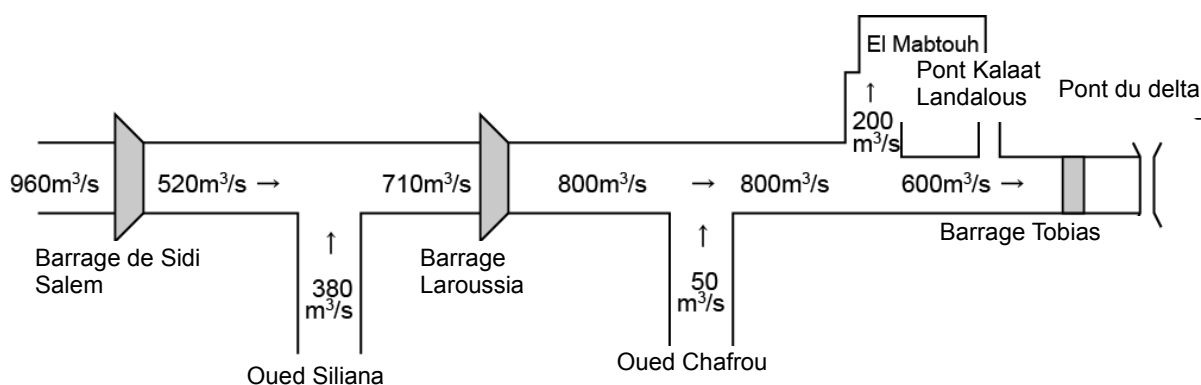 El Mabtouh
Pont Kalaat
Landalous
Pont du delta
↑
200
m³/s
960m³/s
520m³/s →
710m³/s
800m³/s
→
800m³/s
600m³/s →
Barrage de Sidi
Salem
↑
380
m³/s
Barrage
Laroussia
↑
50
m³/s
Barrage Tobias
Oued Siliana
Oued Chafrou